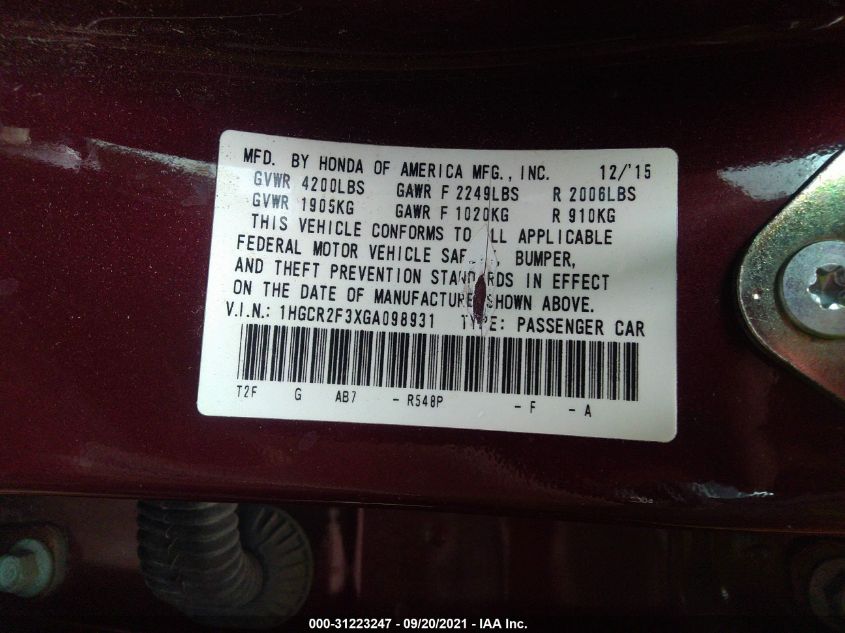 MFD. BY HONDA OF AMERICA MFG., INC. 12/'15
GVWR 4200LBS GAWR F 2249LBS R 2006LBS
GVWR 1905KG GAWR F 1020KG R 910KG
THIS VEHICLE CONFORMS TO ALL APPLICABLE
FEDERAL MOTOR VEHICLE BUMPER,
AND THEFT PREVENTION STANDARDS IN EFFECT
ON THE DATE OF MANUFACTURE SHOWN ABOVE.
V.I.N.: 1HGCR2F3XGA098931 TYPE: PASSENGER CAR
T2F G AB7 - R548P - F - A
000-31223247 - 09/20/2021 - IAA Inc.